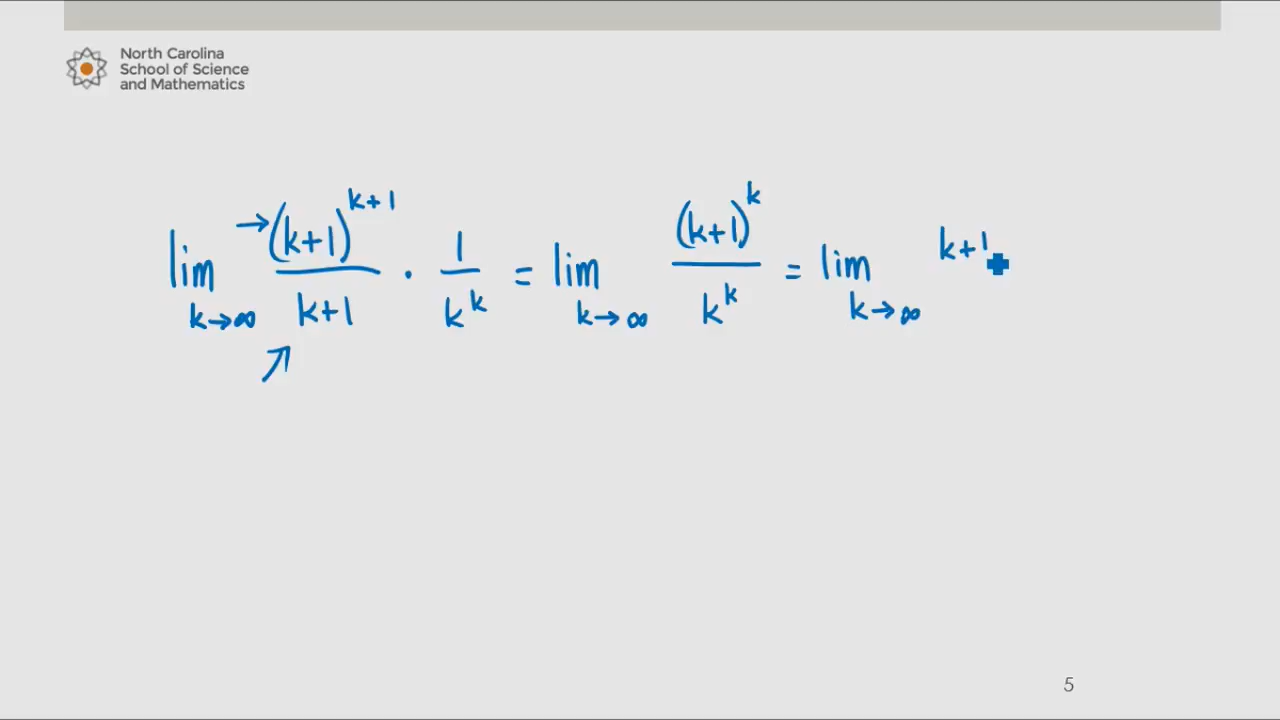 North Carolina
School of Science
and Mathematics
lim k→∞ →(k+1)^(k+1) / (k+1) · 1 / k^k = lim k→∞ (k+1)^k / k^k = lim k→∞ k+1
5